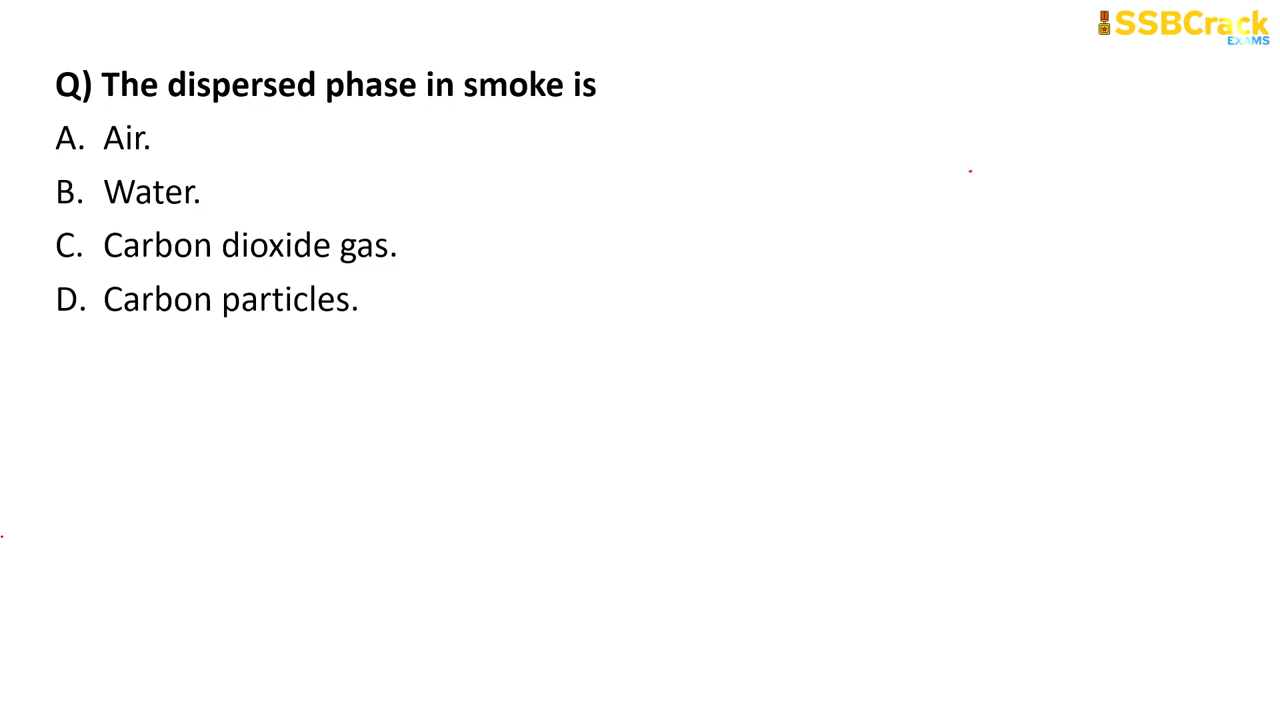 SSBCrack
EXAMS
Q) The dispersed phase in smoke is
A. Air.
B. Water.
C. Carbon dioxide gas.
D. Carbon particles.